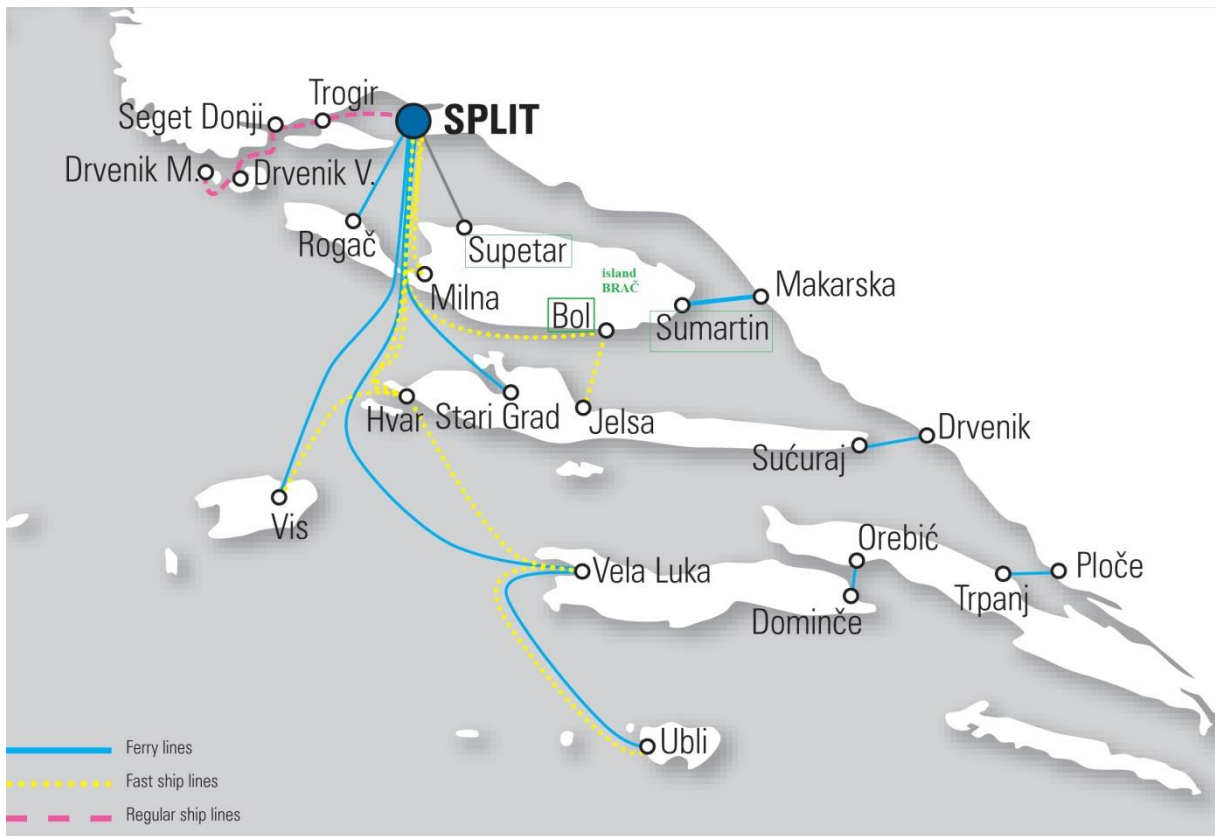 Trogir
Seget Donji
SPLIT
Drvenik M.
Drvenik V.
Rogač
Supetar
island
BRAČ
Milna
Makarska
Bol
Sumartin
Hvar
Stari Grad
Jelsa
Drvenik
Sućuraj
Vis
Orebić
Vela Luka
Ploče
Trpanj
Dominče
Ubli
Ferry lines
Fast ship lines
Regular ship lines